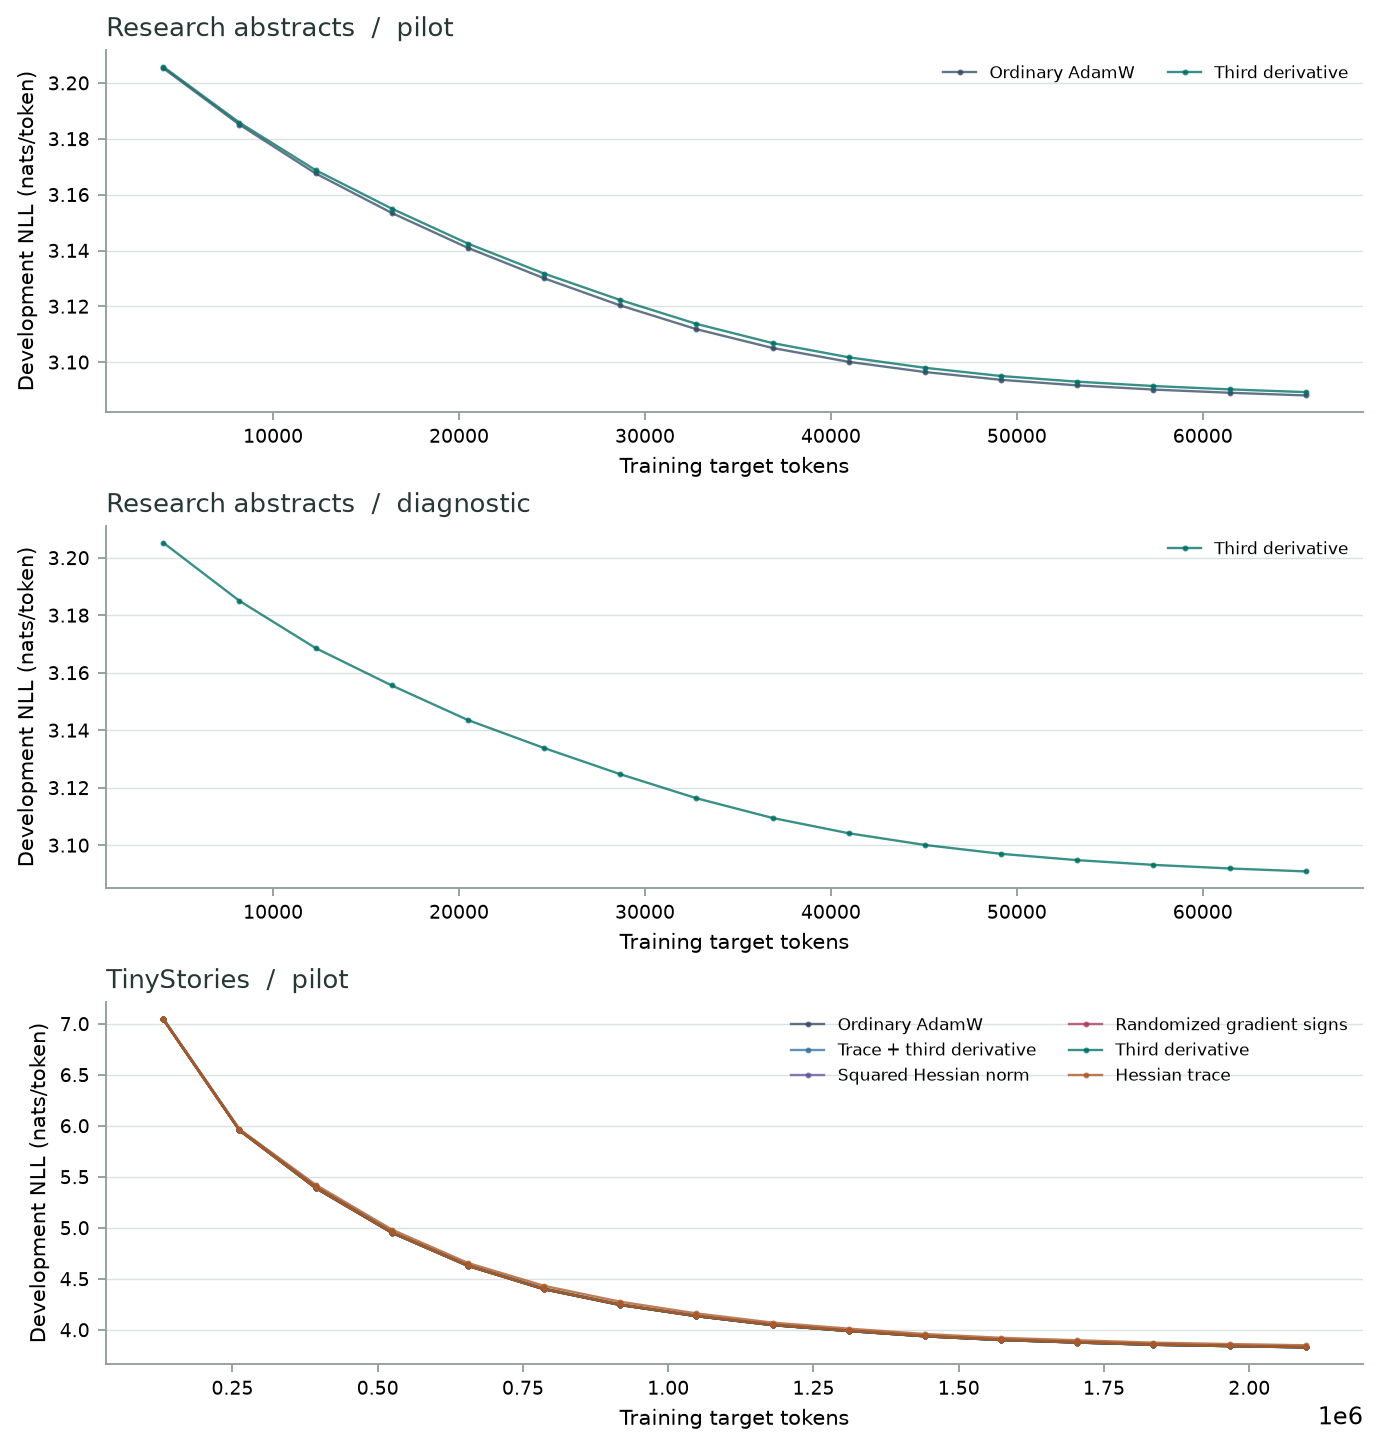 Research abstracts / pilot
Development NLL (nats/token)
3.20
3.18
3.16
3.14
3.12
3.10
Ordinary AdamW
Third derivative
10000 20000 30000 40000 50000 60000
Training target tokens
Research abstracts / diagnostic
Development NLL (nats/token)
3.20
3.18
3.16
3.14
3.12
3.10
Third derivative
10000 20000 30000 40000 50000 60000
Training target tokens
TinyStories / pilot
Development NLL (nats/token)
7.0
6.5
6.0
5.5
5.0
4.5
4.0
Ordinary AdamW
Trace + third derivative
Squared Hessian norm
Randomized gradient signs
Third derivative
Hessian trace
0.25 0.50 0.75 1.00 1.25 1.50 1.75 2.00
Training target tokens
1e6